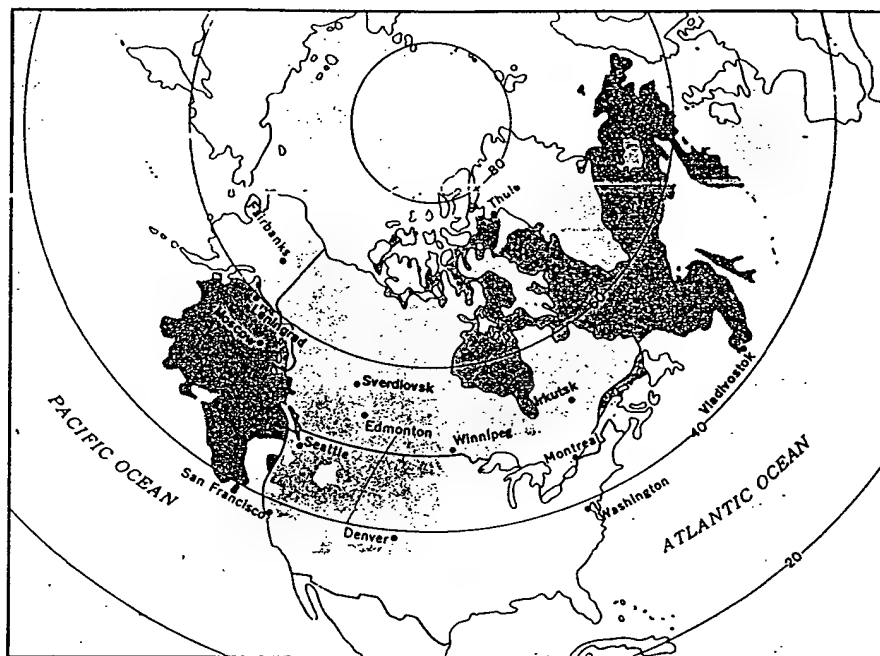 80
Thule
Fairbanks
Leningrad
Moscow
Sverdlovsk
Irkutsk
Vladivostok
Edmonton
Winnipeg
Seattle
Montreal
40
PACIFIC OCEAN
San Francisco
Washington
ATLANTIC OCEAN
Denver
20